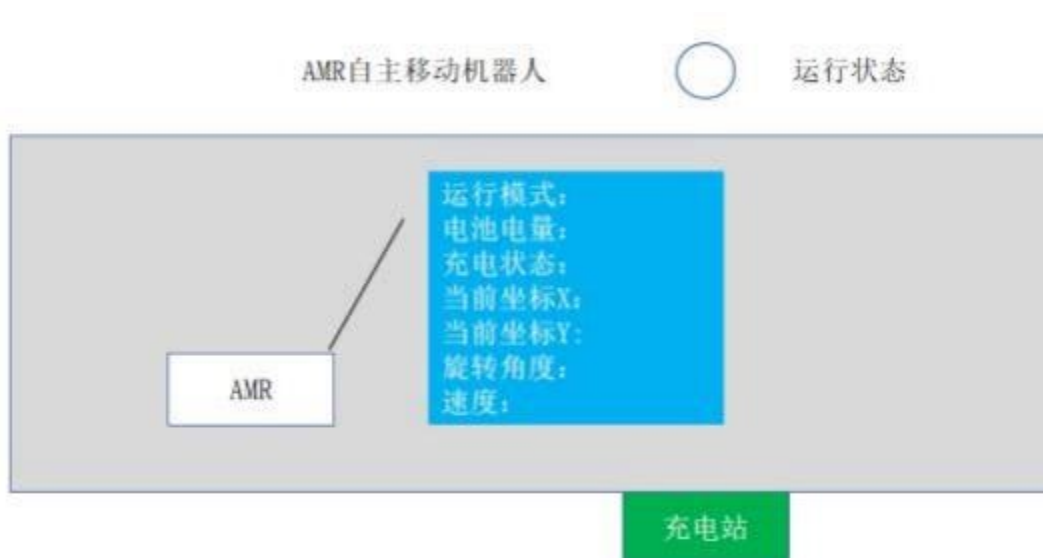 AMR自主移动机器人 运行状态
运行模式：
电池电量：
充电状态：
当前坐标X：
当前坐标Y：
旋转角度：
速度：
AMR
充电站